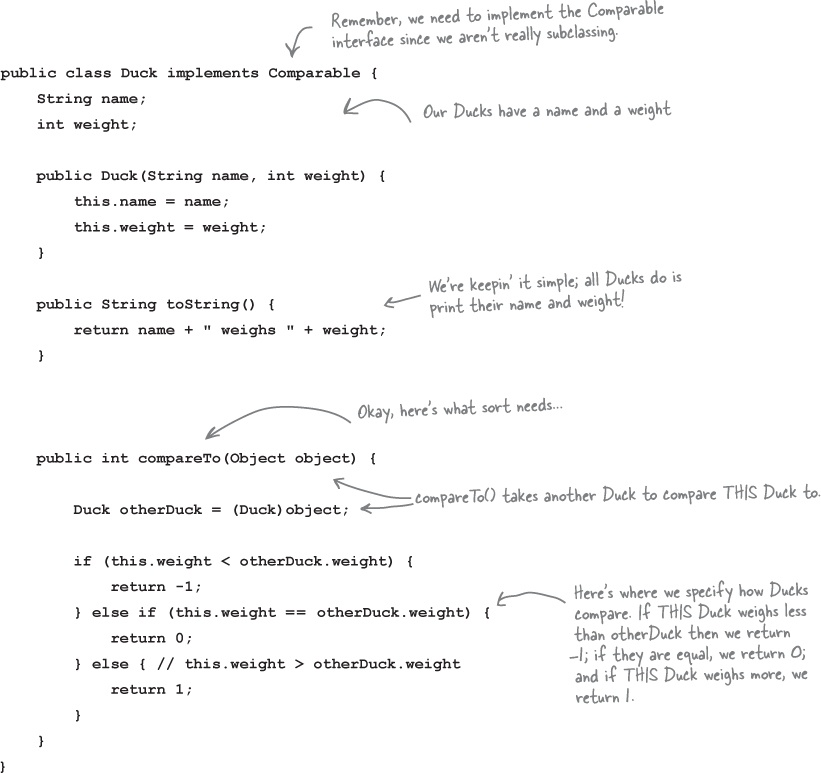 Remember, we need to implement the Comparable
interface since we aren't really subclassing.
public class Duck implements Comparable {
String name;
int weight;
Our Ducks have a name and a weight
public Duck(String name, int weight) {
this.name = name;
this.weight = weight;
}
We're keepin' it simple; all Ducks do is
print their name and weight!
public String toString() {
return name + " weighs " + weight;
}
Okay, here's what sort needs...
public int compareTo(Object object) {
compareTo() takes another Duck to compare THIS Duck to.
Duck otherDuck = (Duck)object;
if (this.weight < otherDuck.weight) {
return -1;
} else if (this.weight == otherDuck.weight) {
return 0;
} else { // this.weight > otherDuck.weight
return 1;
}
}
}
Here's where we specify how Ducks
compare. If THIS Duck weighs less
than otherDuck then we return
-1; if they are equal, we return 0;
and if THIS Duck weighs more, we
return 1.